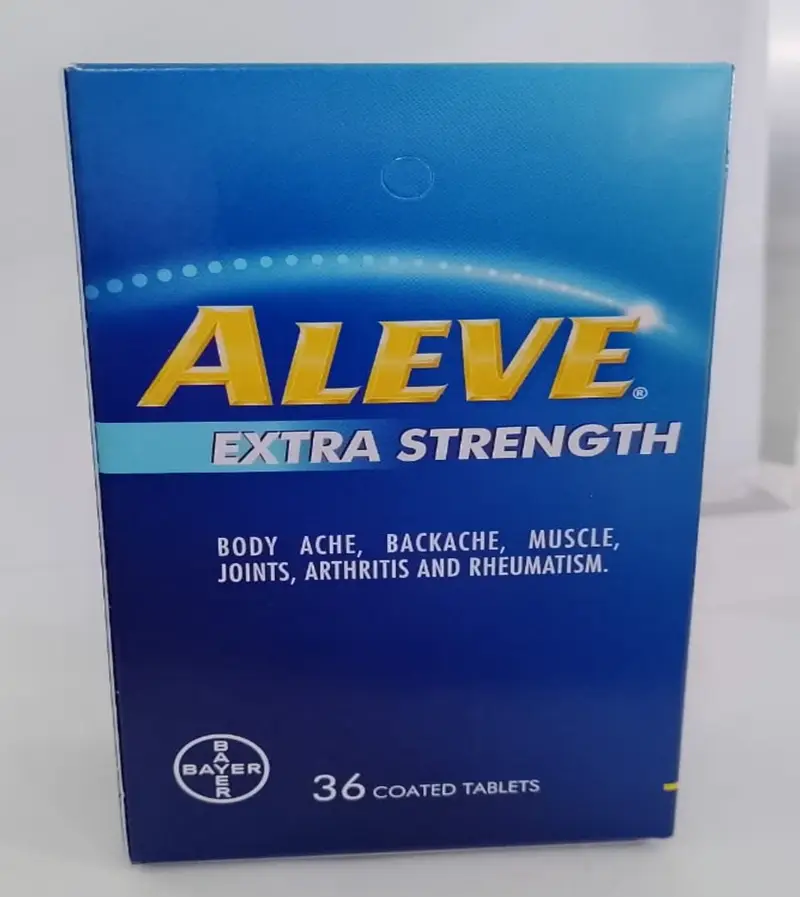 ALEVE®
EXTRA STRENGTH
BODY ACHE, BACKACHE, MUSCLE,
JOINTS, ARTHRITIS AND RHEUMATISM.
BAYER
BAYER
36 COATED TABLETS